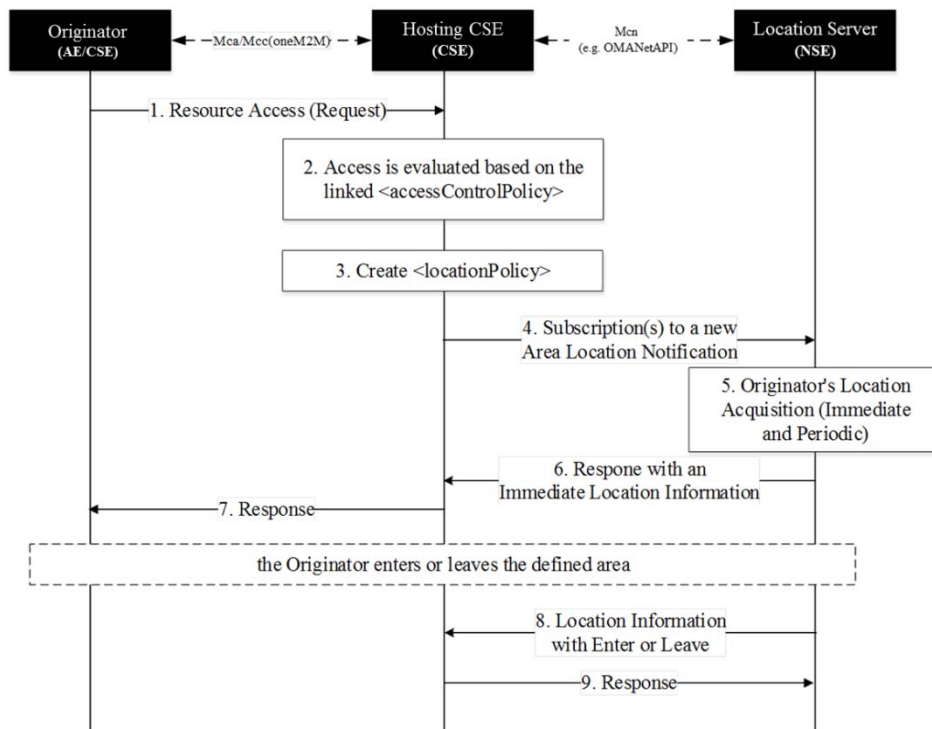 Originator
(AE/CSE)
Mca/Mcc(oneM2M)
Hosting CSE
(CSE)
Mcn
(e.g. OMANetAPI)
Location Server
(NSE)
1. Resource Access (Request)
2. Access is evaluated based on the
linked <accessControlPolicy>
3. Create <locationPolicy>
4. Subscription(s) to a new
Area Location Notification
5. Originator's Location
Acquisition (Immediate
and Periodic)
6. Respone with an
Immediate Location Information
7. Response
the Originator enters or leaves the defined area
8. Location Information
with Enter or Leave
9. Response